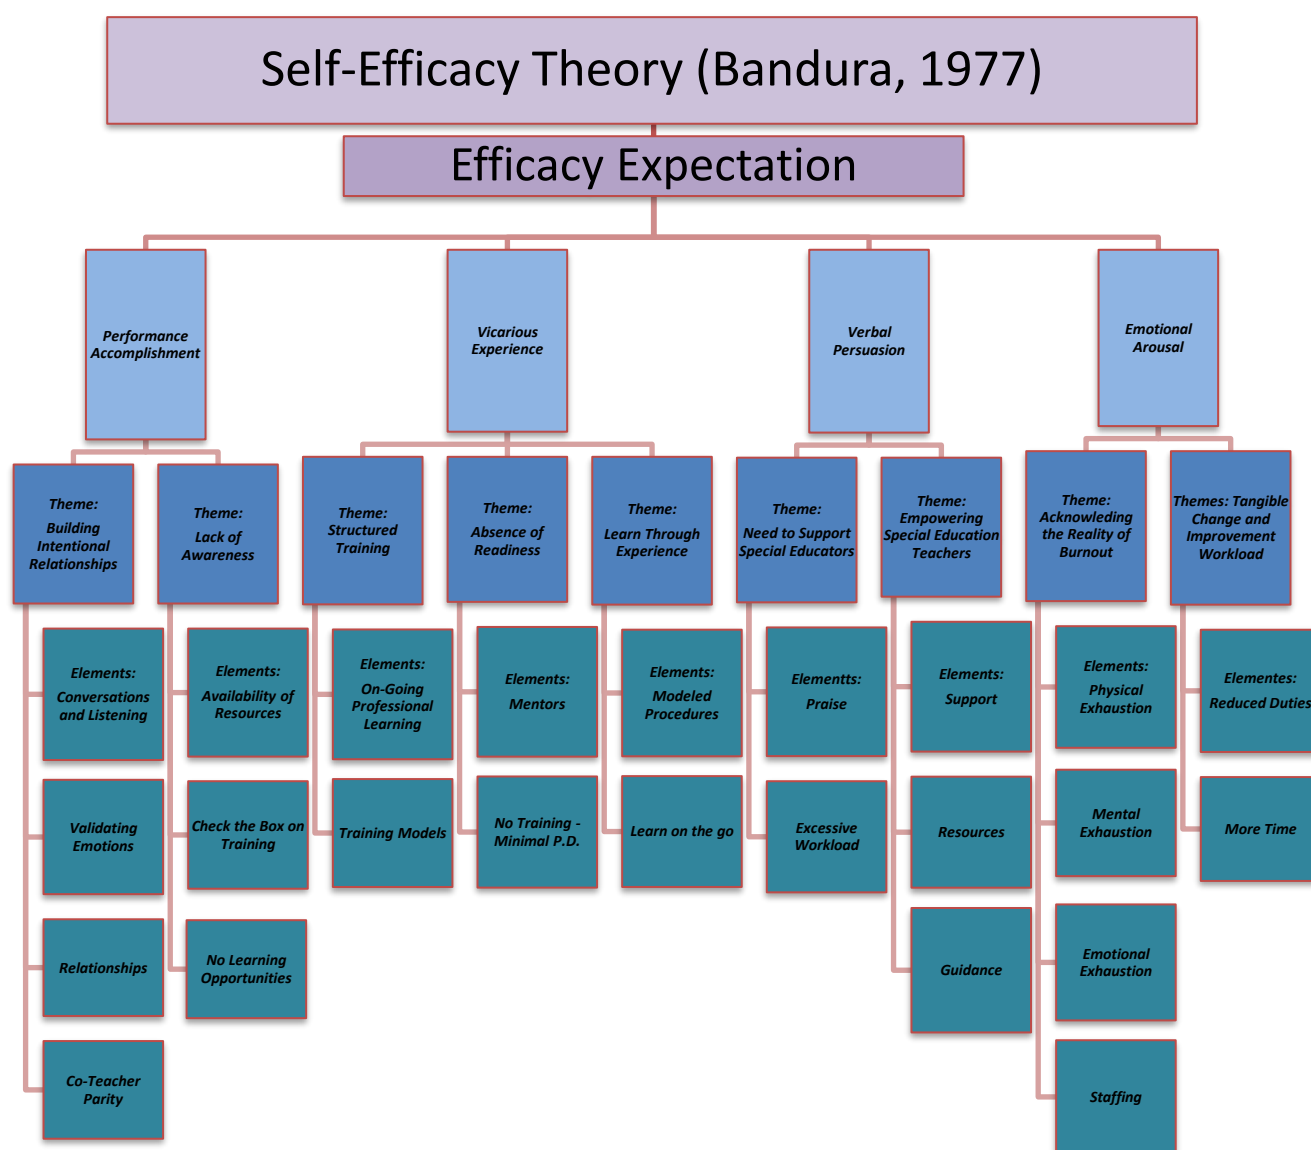 Self-Efficacy Theory (Bandura, 1977)
Efficacy Expectation
Performance
Accomplishment
Vicarious
Experience
Verbal
Persuasion
Emotional
Arousal
Theme:
Building
Intentional
Relationships
Theme:
Lack of
Awareness
Theme:
Structured
Training
Theme:
Absence of
Readiness
Theme:
Learn Through
Experience
Theme:
Need to Support
Special Educators
Theme:
Empowering
Special Education
Teachers
Theme:
Acknowleding
the Reality of
Burnout
Themes: Tangible
Change and
Improvement
Workload
Elements:
Conversations
and Listening
Elements:
Availability of
Resources
Elements:
On-Going
Professional
Learning
Elements:
Mentors
Elements:
Modeled
Procedures
Elementts:
Praise
Elements:
Support
Elements:
Physical
Exhaustion
Elementes:
Reduced Duties
Validating
Emotions
Check the Box on
Training
Training Models
No Training -
Minimal P.D.
Learn on the go
Excessive
Workload
Resources
Mental
Exhaustion
More Time
Relationships
No Learning
Opportunities
Guidance
Emotional
Exhaustion
Co-Teacher
Parity
Staffing